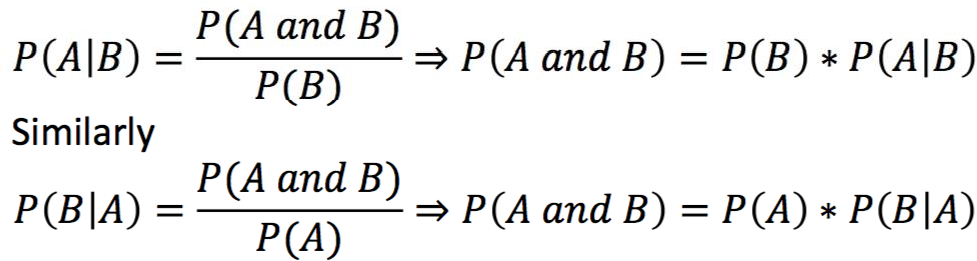 P(A|B) = P(A and B) / P(B) ⇒ P(A and B) = P(B) * P(A|B)
Similarly
P(B|A) = P(A and B) / P(A) ⇒ P(A and B) = P(A) * P(B|A)